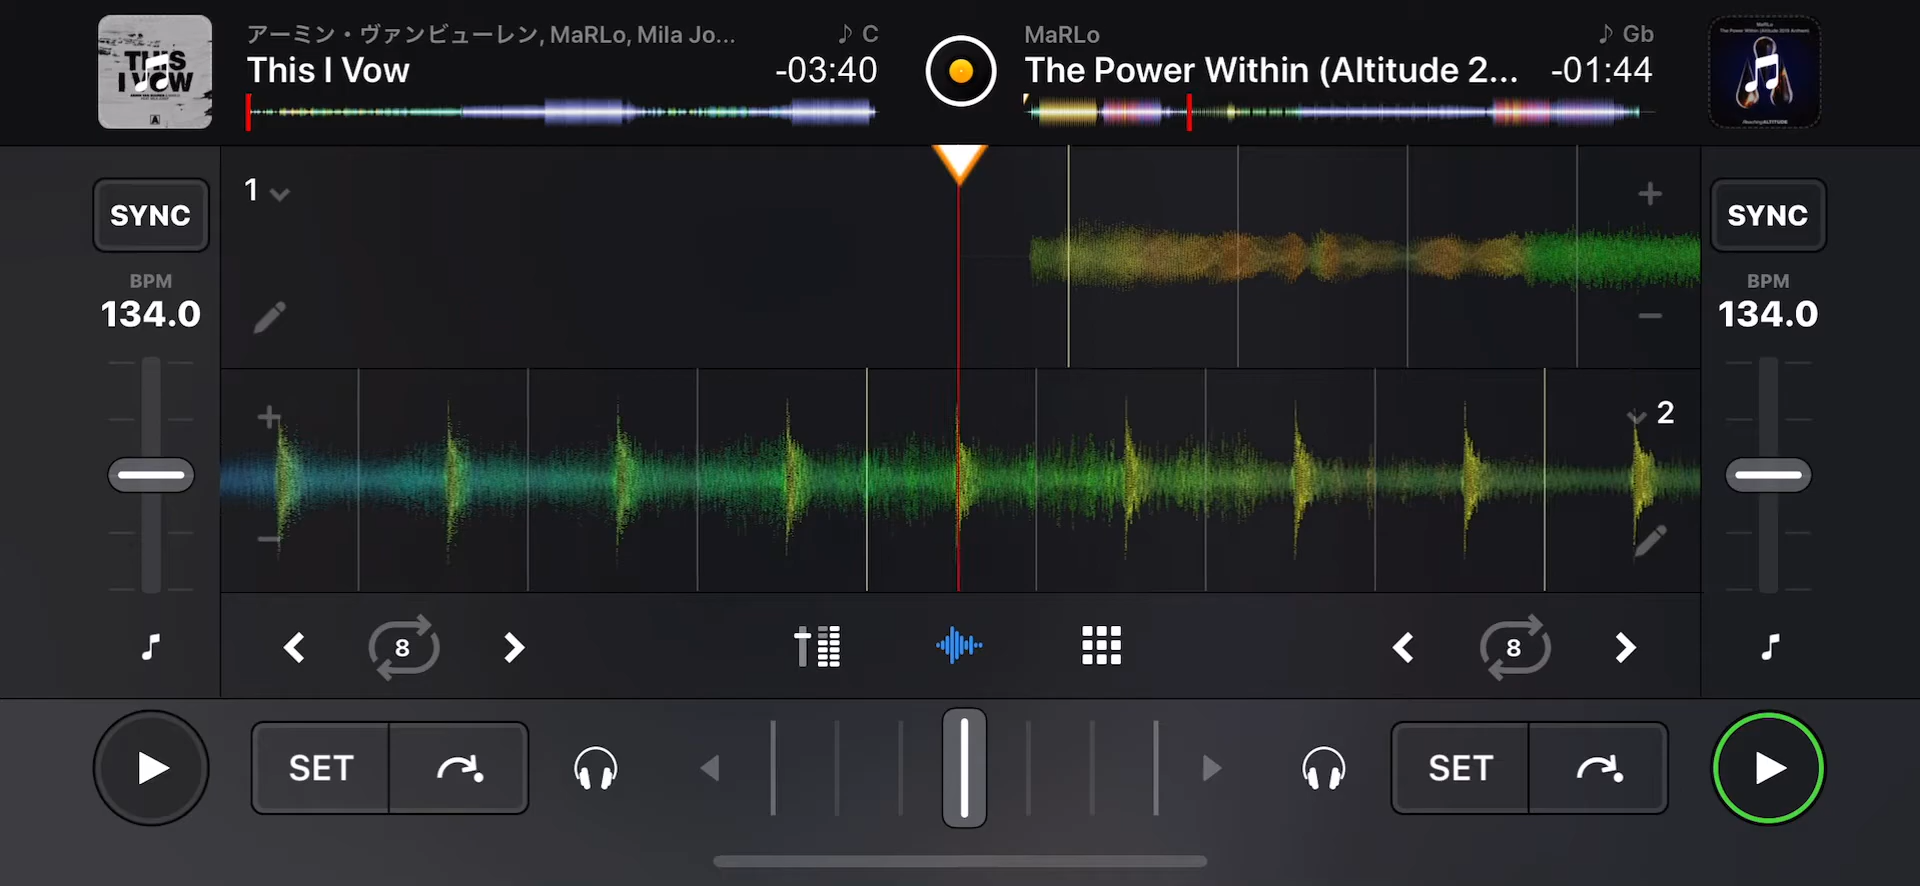 アーミン・ヴァンビューレン, MaRLo, Mila Jo...
C
This I Vow
-03:40
MaRLo
Gb
The Power Within (Altitude 2...
-01:44
THIS
I VOW
SYNC
BPM
134.0
1
2
SYNC
BPM
134.0
8
8
SET
SET